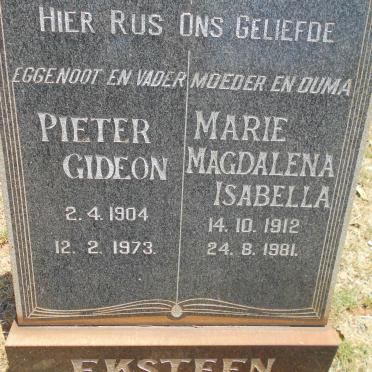 HIER RUS ONS GELIEFDE
EGGENOOT EN VADER
PIETER
GIDEON
2.4.1904
12.2.1973.
MOEDER EN OUMA
MARIE
MAGDALENA
ISABELLA
14.10.1912
24.8.1981.
EKSTEEN